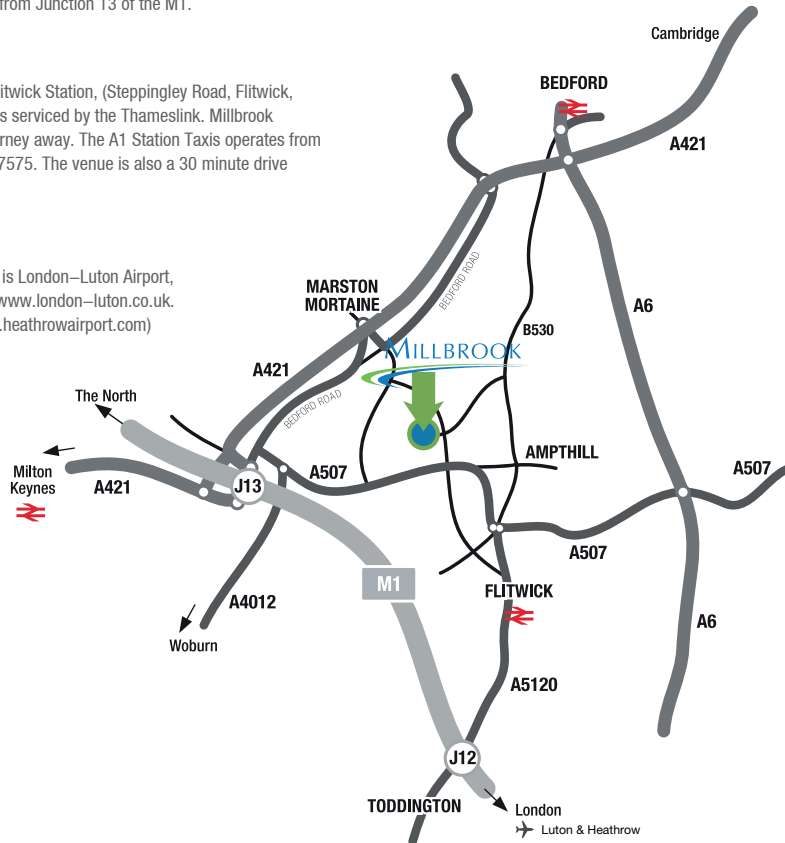 from Junction 13 of the M1.
Flitwick Station, (Steppingley Road, Flitwick,
s serviced by the Thameslink. Millbrook
rney away. The A1 Station Taxis operates from
7575. The venue is also a 30 minute drive
is London–Luton Airport,
www.london–luton.co.uk.
.heathrowairport.com)
Cambridge
BEDFORD
A421
MARSTON
MORTAINE
BEDFORD ROAD
A6
B530
MILLBROOK
A421
The North
BEDFORD ROAD
Milton
Keynes
A421
J13
A507
AMPTHILL
A507
A507
M1
FLITWICK
A4012
Woburn
A6
A5120
J12
TODDINGTON
London
Luton & Heathrow